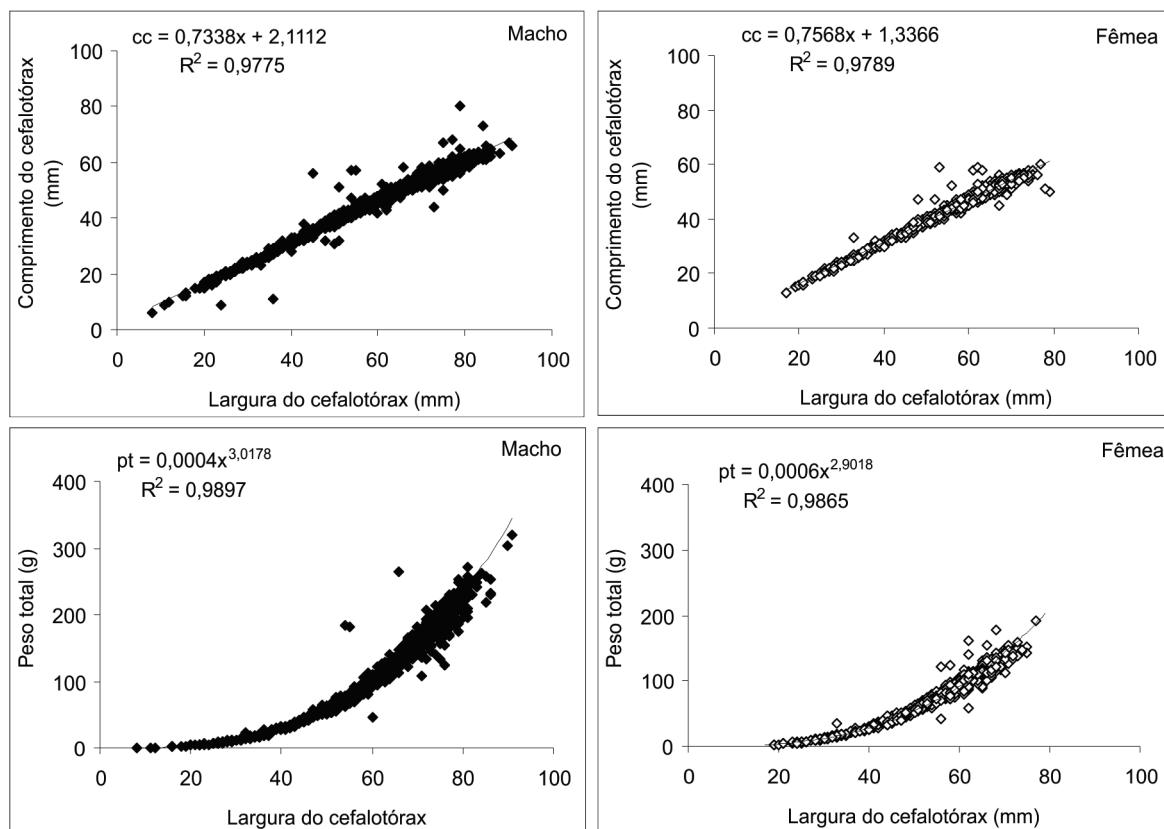 cc = 0,7338x + 2,1112
R² = 0,9775
Macho
Comprimento do cefalotórax
(mm)
100
80
60
40
20
0
0 20 40 60 80 100
Largura do cefalotórax (mm)
cc = 0,7568x + 1,3366
R² = 0,9789
Fêmea
Comprimento do cefalotórax
(mm)
100
80
60
40
20
0
0 20 40 60 80 100
Largura do cefalotórax (mm)
pt = 0,0004x³,⁰¹⁷⁸
R² = 0,9897
Macho
Peso total (g)
400
300
200
100
0
0 20 40 60 80 100
Largura do cefalotórax
pt = 0,0006x²,⁹⁰¹⁸
R² = 0,9865
Fêmea
Peso total (g)
400
300
200
100
0
0 20 40 60 80 100
Largura do cefalotórax (mm)